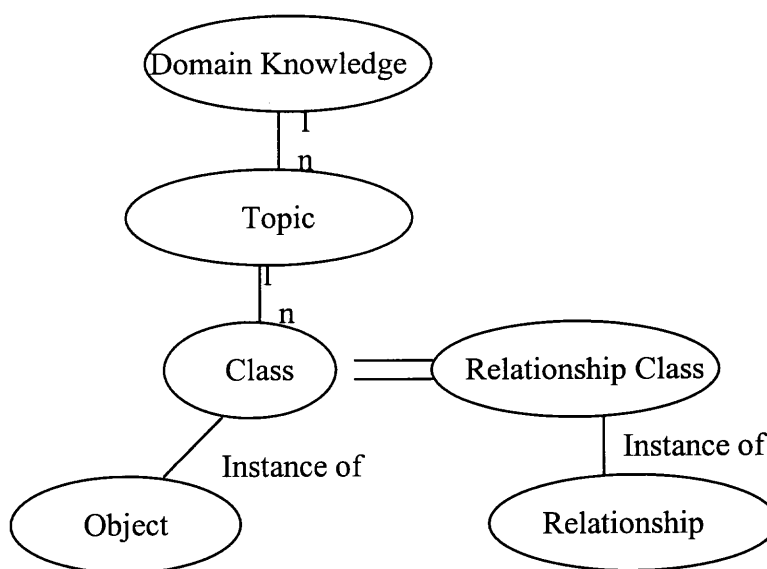 Domain Knowledge
1
n
Topic
1
n
Class
Relationship Class
Instance of
Instance of
Object
Relationship